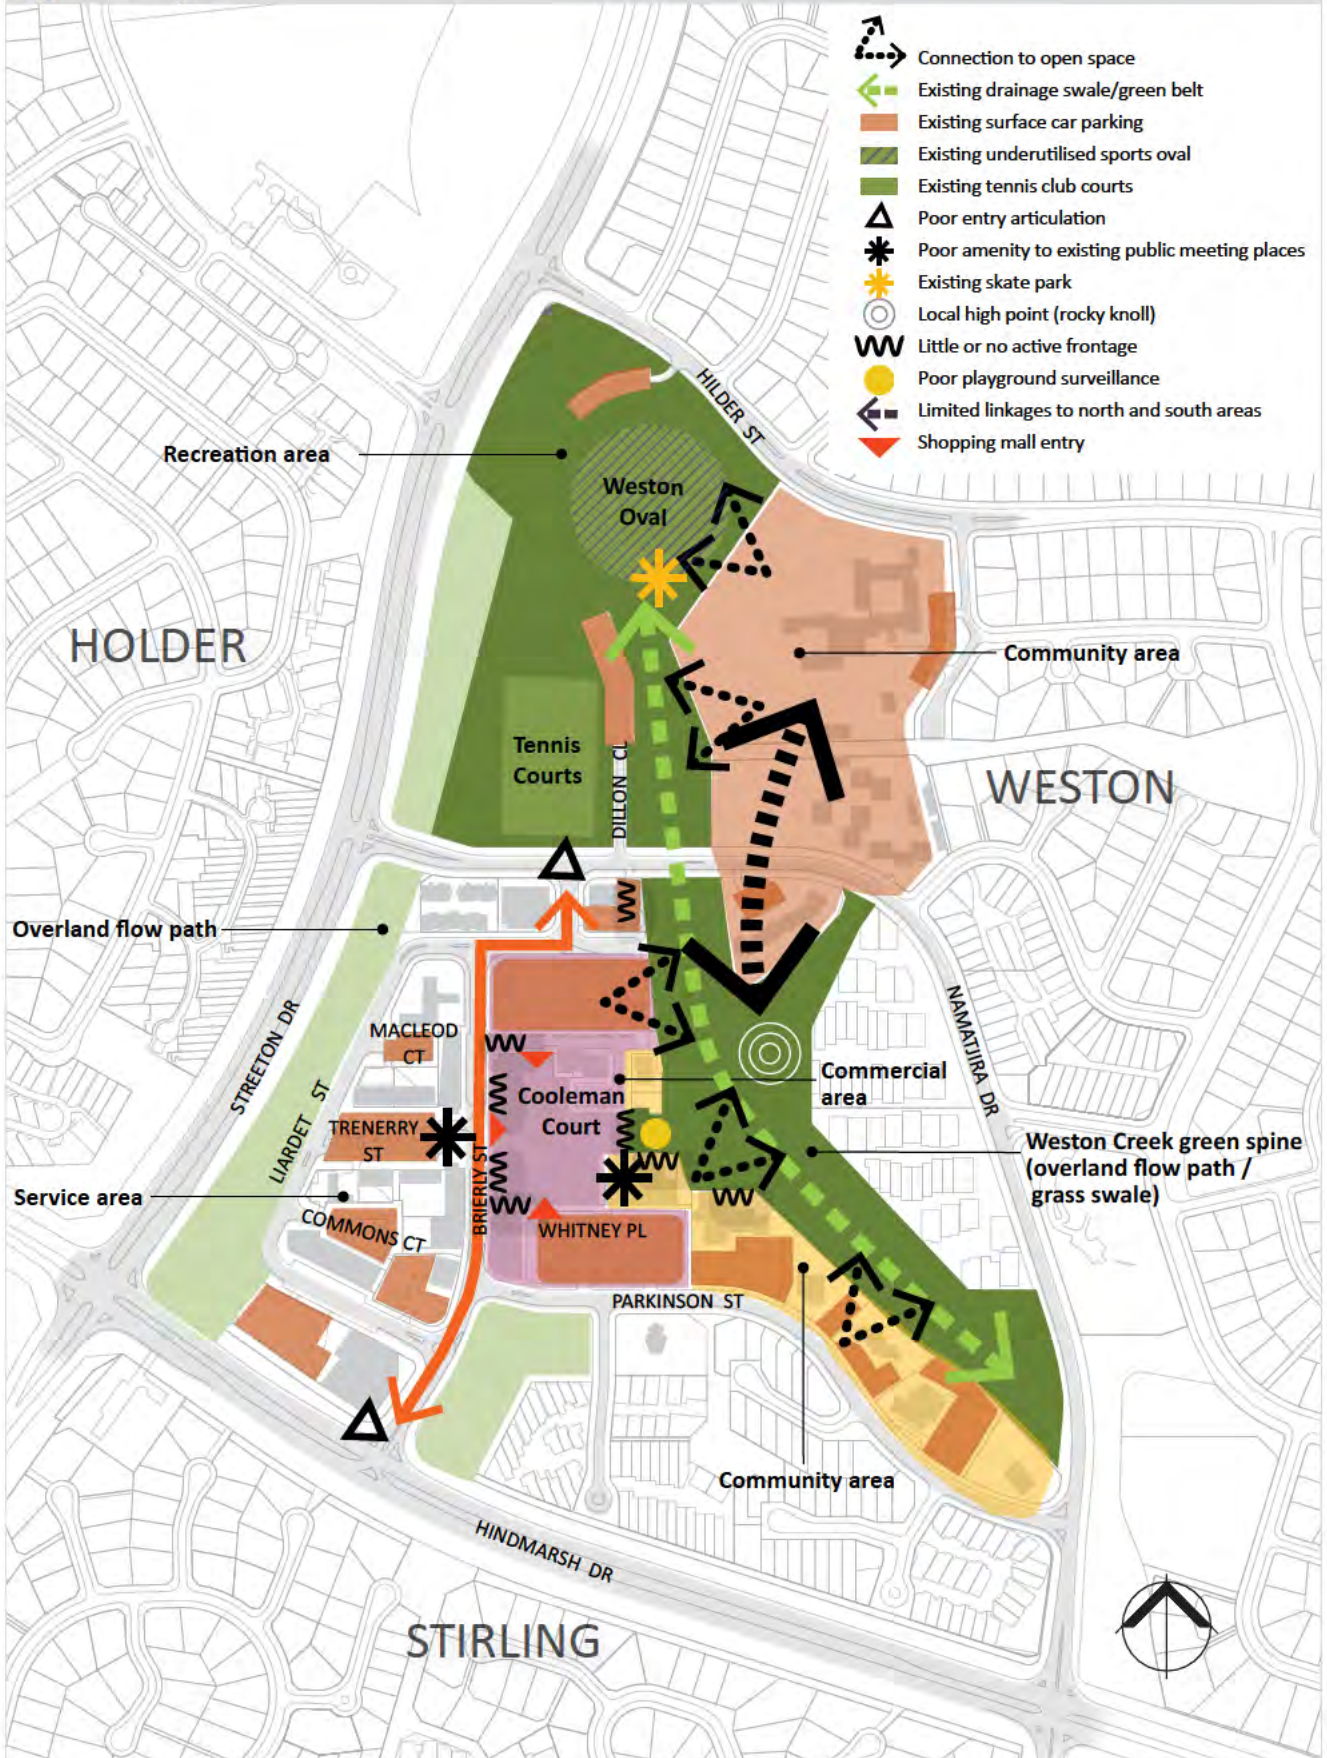 Connection to open space
Existing drainage swale/green belt
Existing surface car parking
Existing underutilised sports oval
Existing tennis club courts
Poor entry articulation
Poor amenity to existing public meeting places
Existing skate park
Local high point (rocky knoll)
Little or no active frontage
Poor playground surveillance
Limited linkages to north and south areas
Shopping mall entry
HILDER ST
Recreation area
Weston
Oval
HOLDER
Community area
Tennis
Courts
DILLON CL
WESTON
Overland flow path
STREETON DR
MACLEOD
CT
NAMATJIRA DR
Commercial
area
Cooleman
Court
LIARDET ST
TRENERRY
ST
BRIERLY ST
Weston Creek green spine
(overland flow path /
grass swale)
Service area
COMMONS CT
WHITNEY PL
PARKINSON ST
Community area
HINDMARSH DR
STIRLING